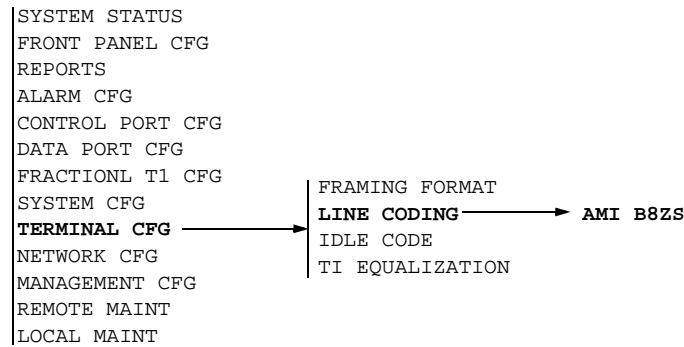 SYSTEM STATUS
FRONT PANEL CFG
REPORTS
ALARM CFG
CONTROL PORT CFG
DATA PORT CFG
FRACTIONL T1 CFG
SYSTEM CFG
TERMINAL CFG
NETWORK CFG
MANAGEMENT CFG
REMOTE MAINT
LOCAL MAINT
FRAMING FORMAT
LINE CODING
IDLE CODE
TI EQUALIZATION
AMI B8ZS